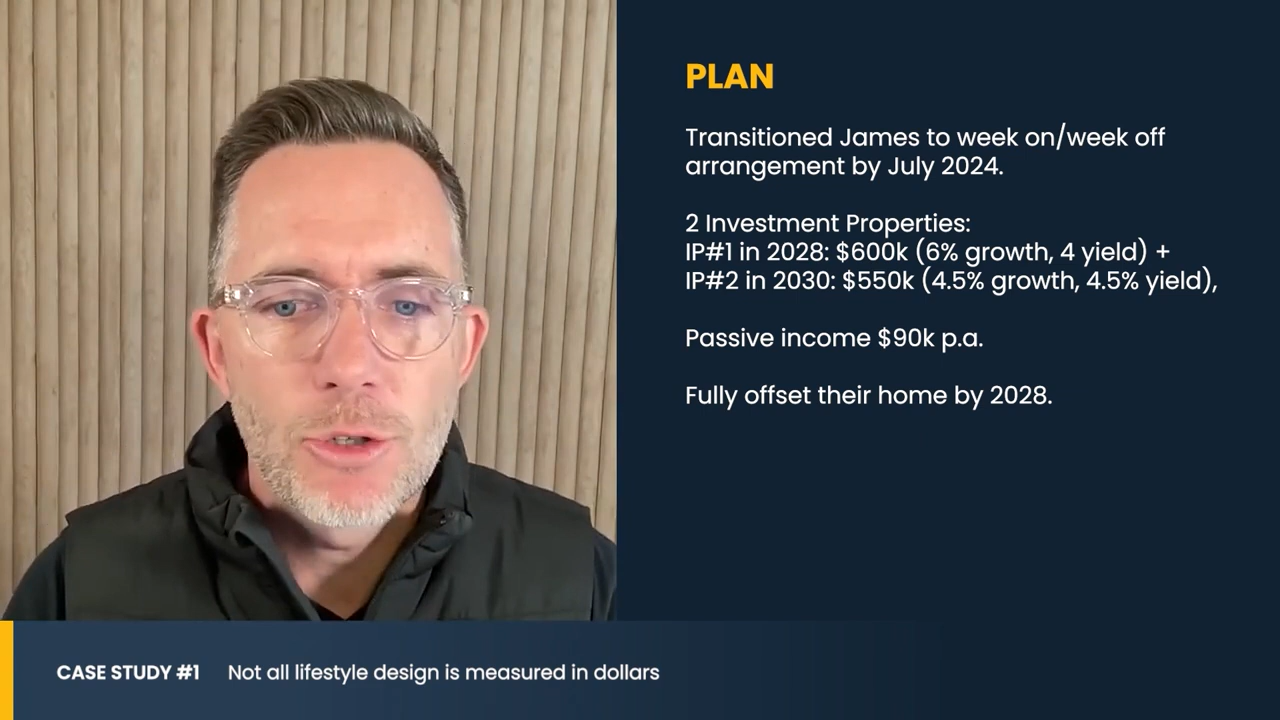 PLAN
Transitioned James to week on/week off
arrangement by July 2024.
2 Investment Properties:
IP#1 in 2028: $600k (6% growth, 4 yield) +
IP#2 in 2030: $550k (4.5% growth, 4.5% yield),
Passive income $90k p.a.
Fully offset their home by 2028.
CASE STUDY #1 Not all lifestyle design is measured in dollars